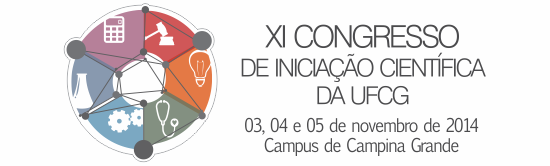 XI CONGRESSO
DE INICIAÇÃO CIENTÍFICA
DA UFCG
03, 04 e 05 de novembro de 2014
Campus de Campina Grande